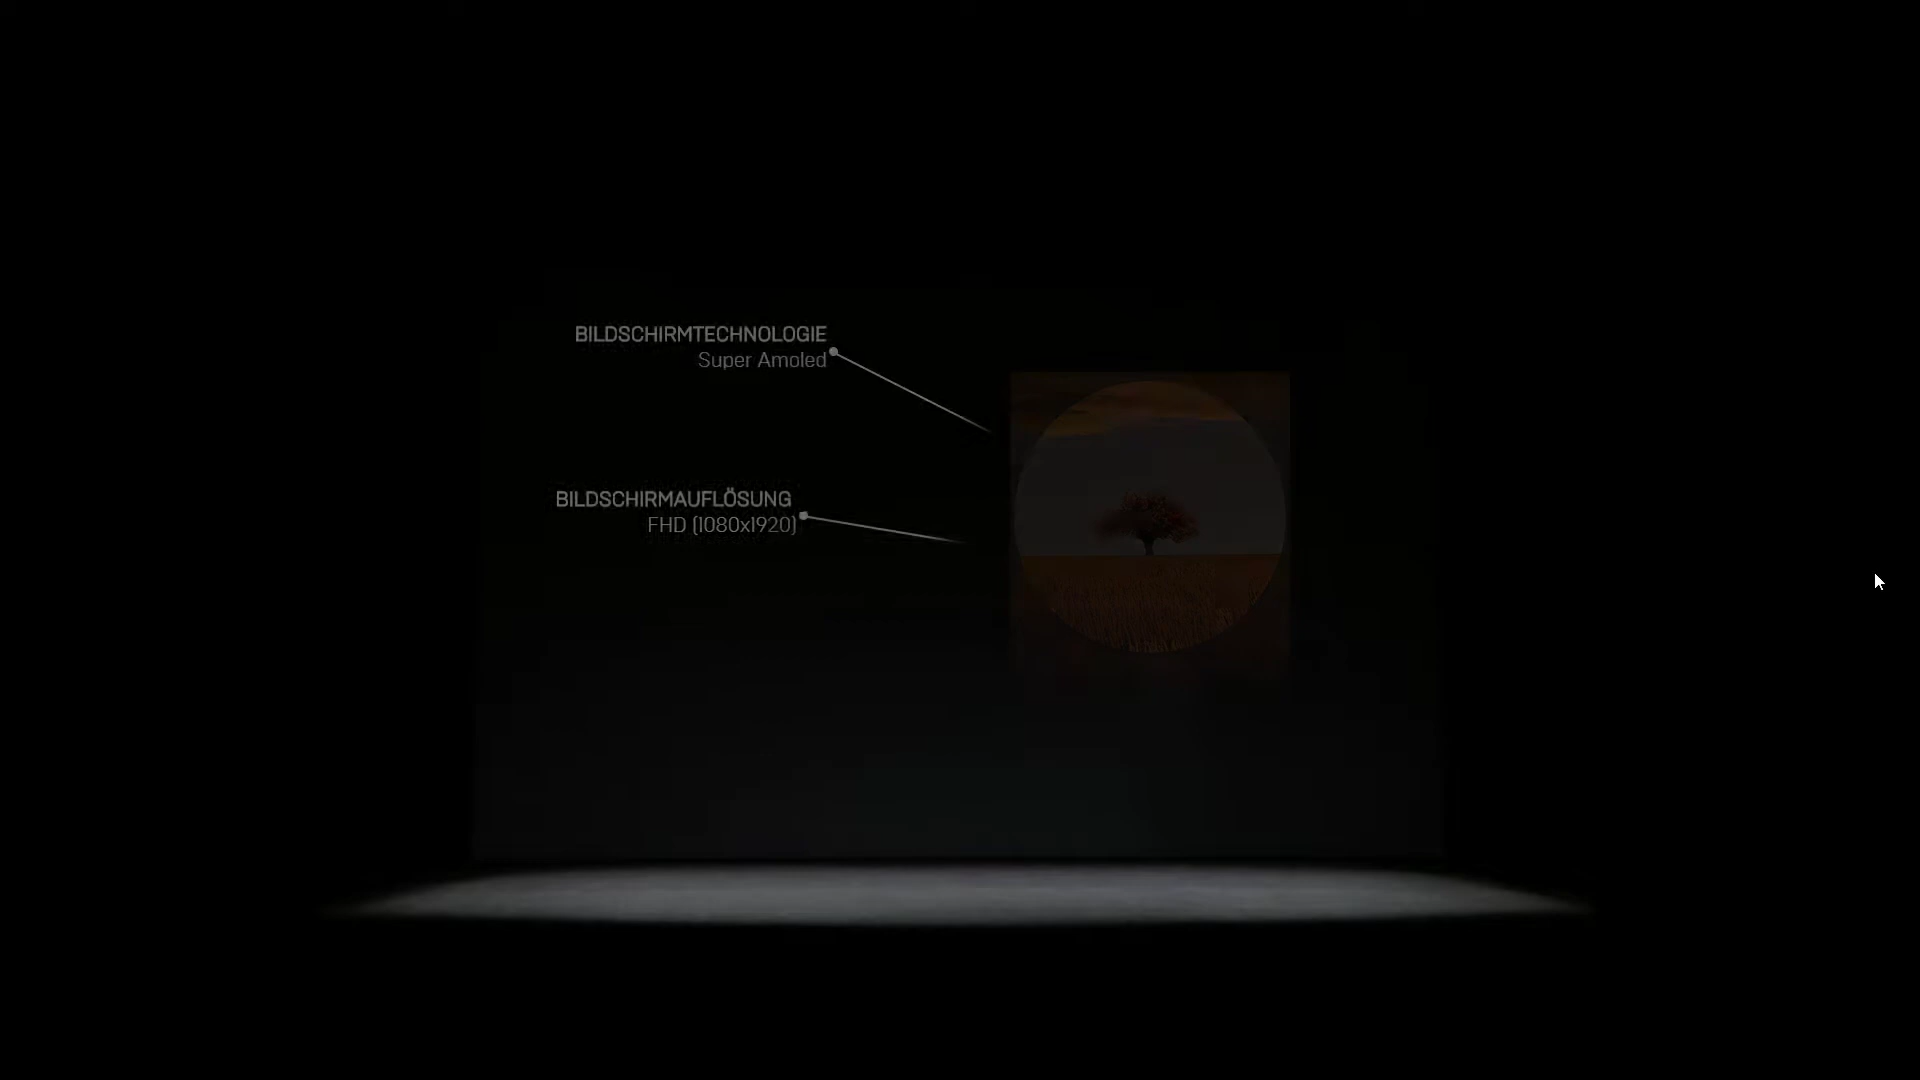 BILDSCHIRMTECHNOLOGIE
Super Amoled
BILDSCHIRMAUFLÖSUNG
FHD (1080x1920)